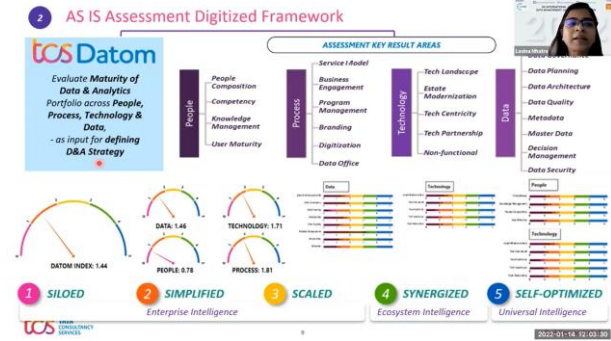 2 AS IS Assessment Digitized Framework
tcs Datom
Evaluate Maturity of
Data & Analytics
Portfolio across People,
Process, Technology &
Data,
- as input for defining
D&A Strategy
ASSESSMENT KEY RESULT AREAS
People
People
Composition
Competency
Knowledge
Management
User Maturity
Process
Service Model
Business
Engagement
Program
Management
Branding
Digitization
Data Office
Technology
Tech Landscape
Estate
Modernization
Tech Centricity
Tech Partnership
Non-functional
Data
Data Planning
Data Architecture
Data Quality
Metadata
Master Data
Decision
Management
Data Security
DATOM INDEX: 1.44
DATA: 1.46
TECHNOLOGY: 1.71
PEOPLE: 0.78
PROCESS: 1.81
Data
Technology
People
Technology
1 SILOED
2 SIMPLIFIED
3 SCALED
4 SYNERGIZED
5 SELF-OPTIMIZED
Enterprise Intelligence
Ecosystem Intelligence
Universal Intelligence
tcs TATA
CONSULTANCY
SERVICES
2022-01-14 12:03:30